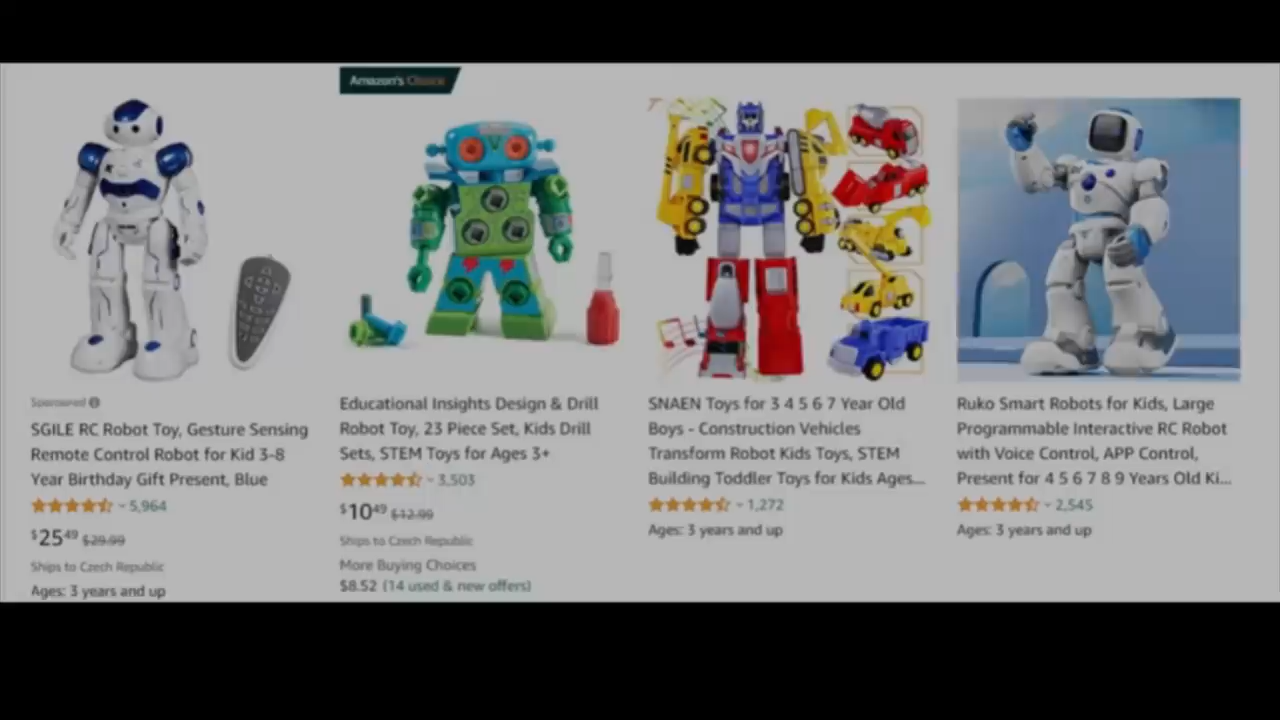 Amazon's Choice
Sponsored
SGILE RC Robot Toy, Gesture Sensing
Remote Control Robot for Kid 3-8
Year Birthday Gift Present, Blue
5,964
$25.49 $29.99
Ships to Czech Republic
Ages: 3 years and up
Educational Insights Design & Drill
Robot Toy, 23 Piece Set, Kids Drill
Sets, STEM Toys for Ages 3+
3,503
$10.49 $12.99
Ships to Czech Republic
More Buying Choices
$8.52 (14 used & new offers)
SNAEN Toys for 3 4 5 6 7 Year Old
Boys - Construction Vehicles
Transform Robot Kids Toys, STEM
Building Toddler Toys for Kids Ages...
1,272
Ages: 3 years and up
Ruko Smart Robots for Kids, Large
Programmable Interactive RC Robot
with Voice Control, APP Control,
Present for 4 5 6 7 8 9 Years Old Ki...
2,545
Ages: 3 years and up